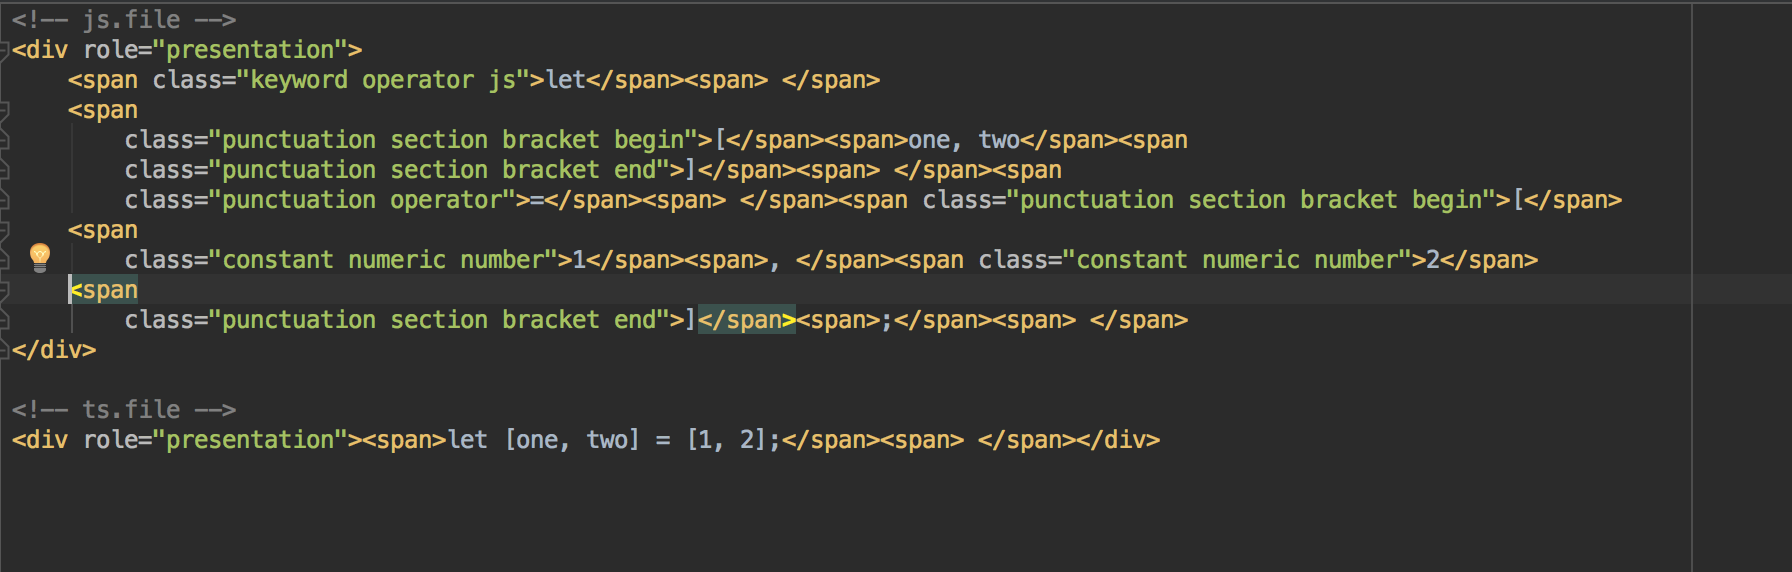 <!-- js.file -->
<div role="presentation">
    <span class="keyword operator js">let</span><span> </span>
    <span
        class="punctuation section bracket begin">[</span><span>one, two</span><span
        class="punctuation section bracket end">]</span><span> </span><span
        class="punctuation operator">=</span><span> </span><span class="punctuation section bracket begin">[</span>
    <span
        class="constant numeric number">1</span><span>, </span><span class="constant numeric number">2</span>
    <span
        class="punctuation section bracket end">]</span><span>;</span><span> </span>
</div>

<!-- ts.file -->
<div role="presentation"><span>let [one, two] = [1, 2];</span><span> </span></div>